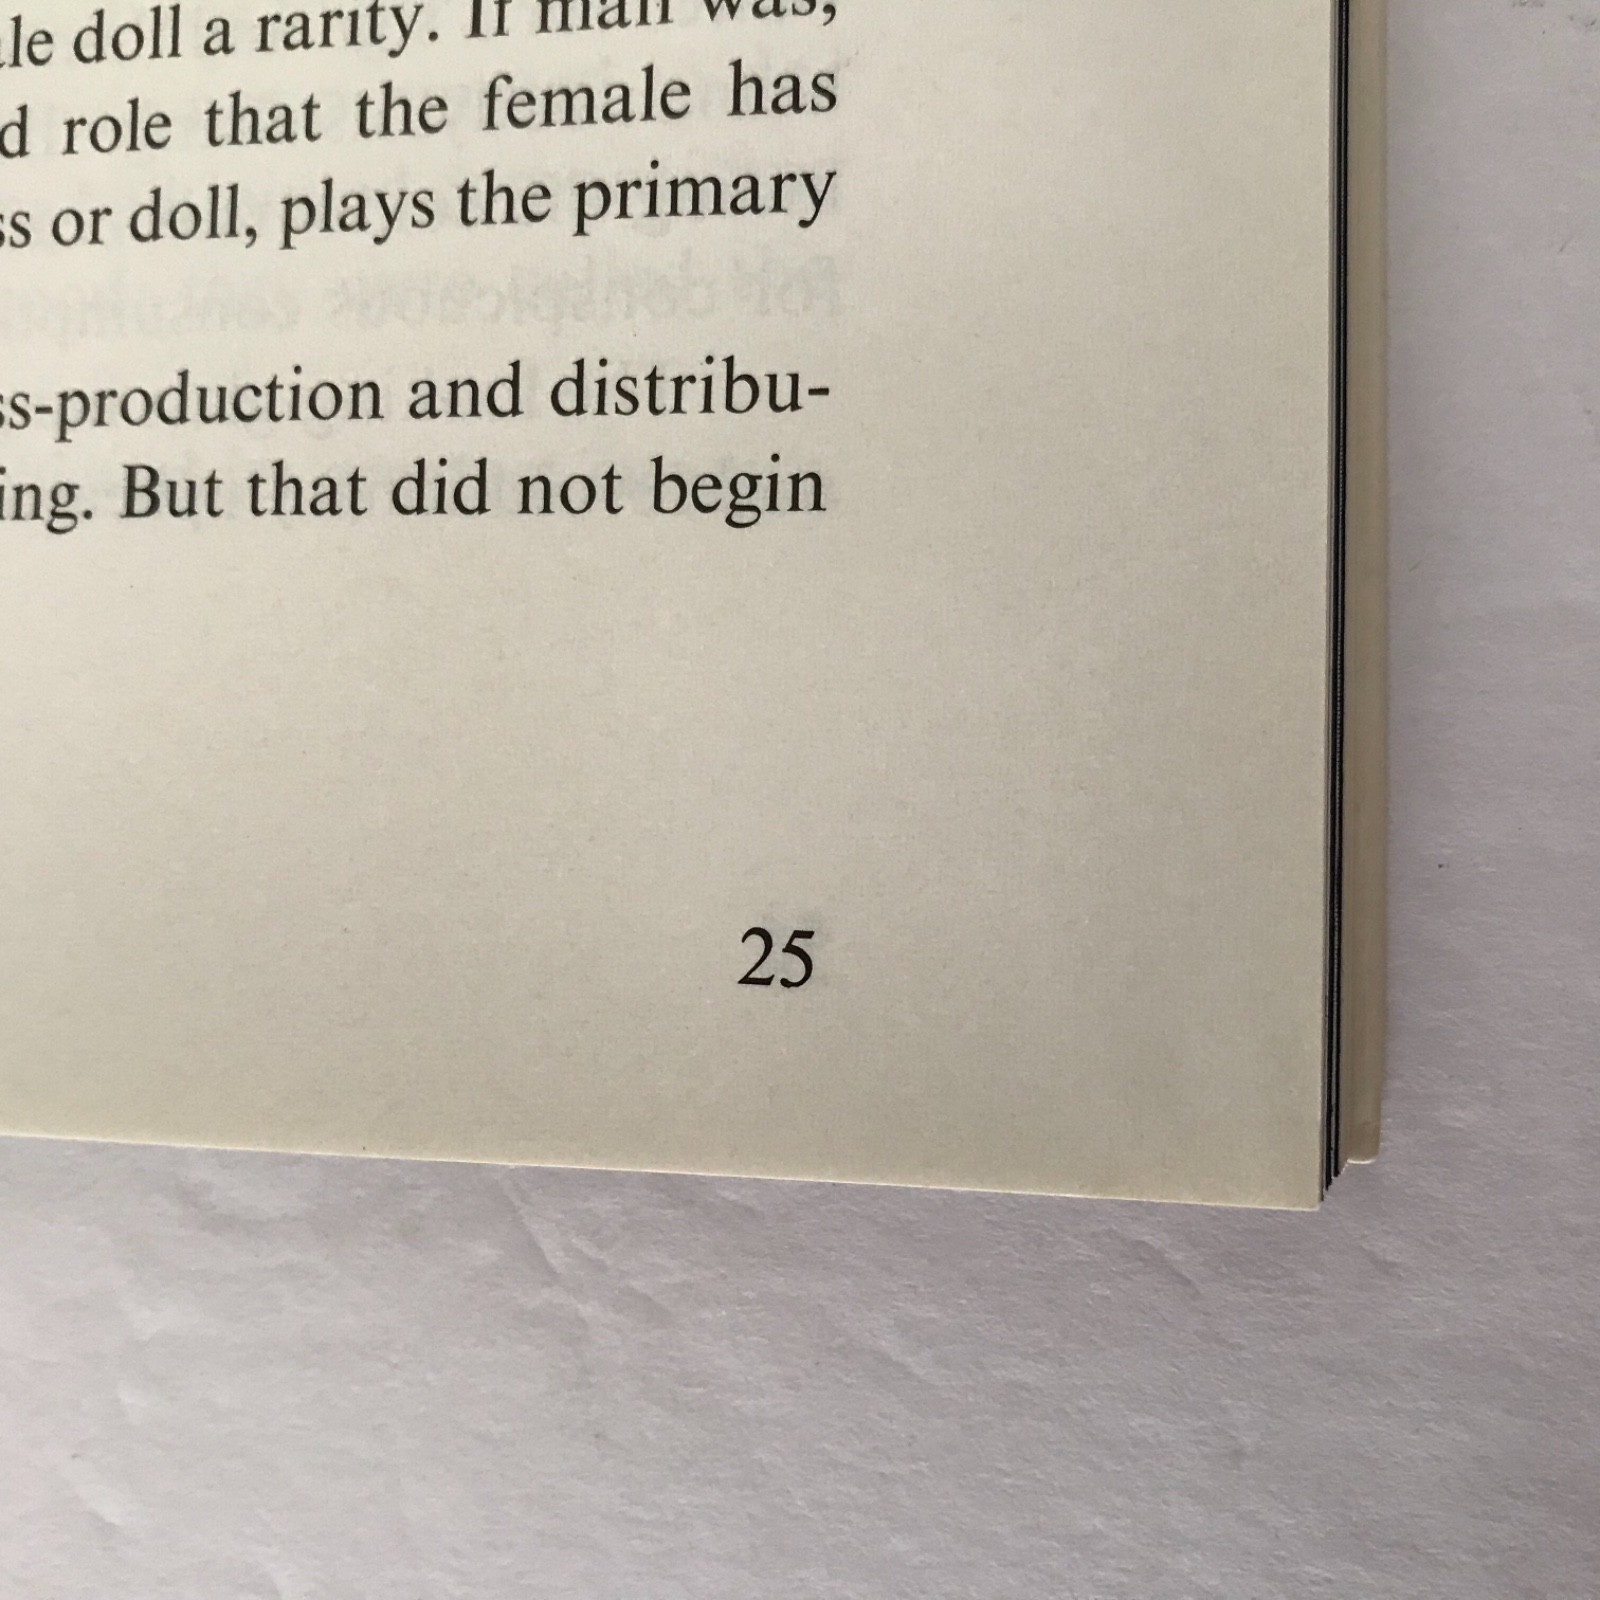 le doll a rarity. If man was,
d role that the female has
ss or doll, plays the primary
ss-production and distribu-
ing. But that did not begin
25